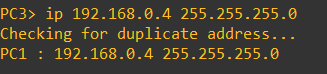 PC3> ip 192.168.0.4 255.255.255.0
Checking for duplicate address...
PC1 : 192.168.0.4 255.255.255.0